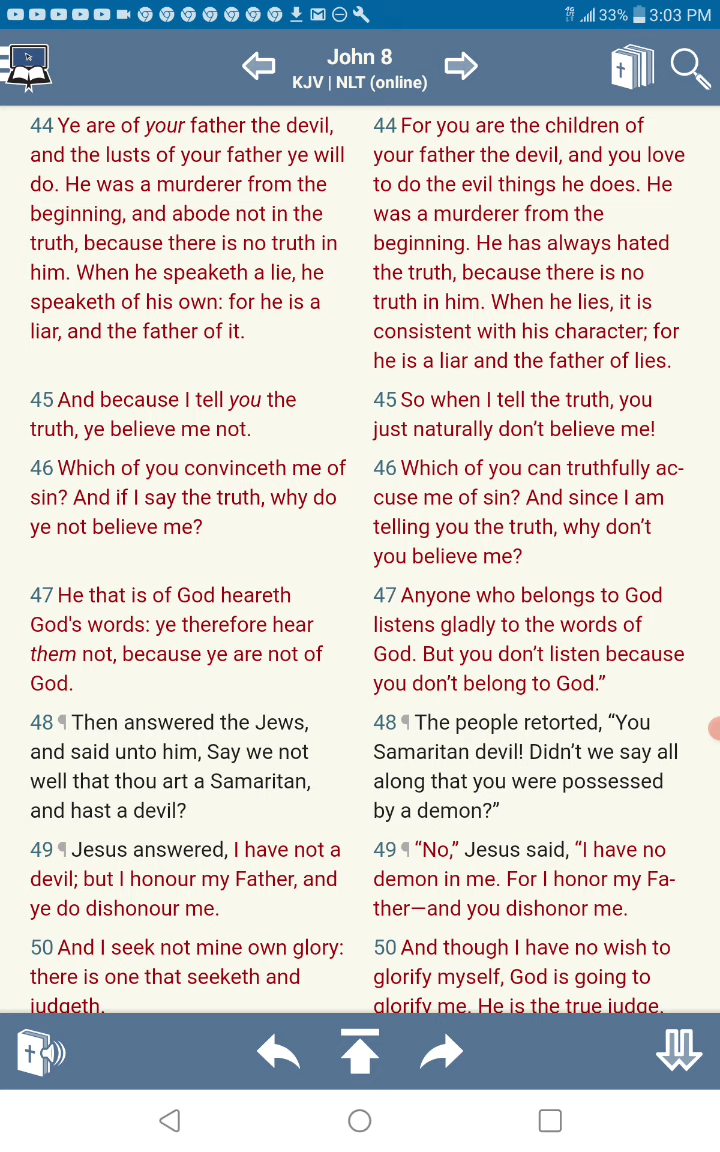 33% 3:03 PM
John 8
KJV | NLT (online)
44 Ye are of your father the devil,
and the lusts of your father ye will
do. He was a murderer from the
beginning, and abode not in the
truth, because there is no truth in
him. When he speaketh a lie, he
speaketh of his own: for he is a
liar, and the father of it.
45 And because I tell you the
truth, ye believe me not.
46 Which of you convinceth me of
sin? And if I say the truth, why do
ye not believe me?
47 He that is of God heareth
God's words: ye therefore hear
them not, because ye are not of
God.
48 ¶ Then answered the Jews,
and said unto him, Say we not
well that thou art a Samaritan,
and hast a devil?
49 ¶ Jesus answered, I have not a
devil; but I honour my Father, and
ye do dishonour me.
50 And I seek not mine own glory:
there is one that seeketh and
judgeth.
44 For you are the children of
your father the devil, and you love
to do the evil things he does. He
was a murderer from the
beginning. He has always hated
the truth, because there is no
truth in him. When he lies, it is
consistent with his character; for
he is a liar and the father of lies.
45 So when I tell the truth, you
just naturally don’t believe me!
46 Which of you can truthfully ac-
cuse me of sin? And since I am
telling you the truth, why don’t
you believe me?
47 Anyone who belongs to God
listens gladly to the words of
God. But you don’t listen because
you don’t belong to God.”
48 ¶ The people retorted, “You
Samaritan devil! Didn’t we say all
along that you were possessed
by a demon?”
49 ¶ “No,” Jesus said, “I have no
demon in me. For I honor my Fa-
ther—and you dishonor me.
50 And though I have no wish to
glorify myself, God is going to
glorify me. He is the true judge.